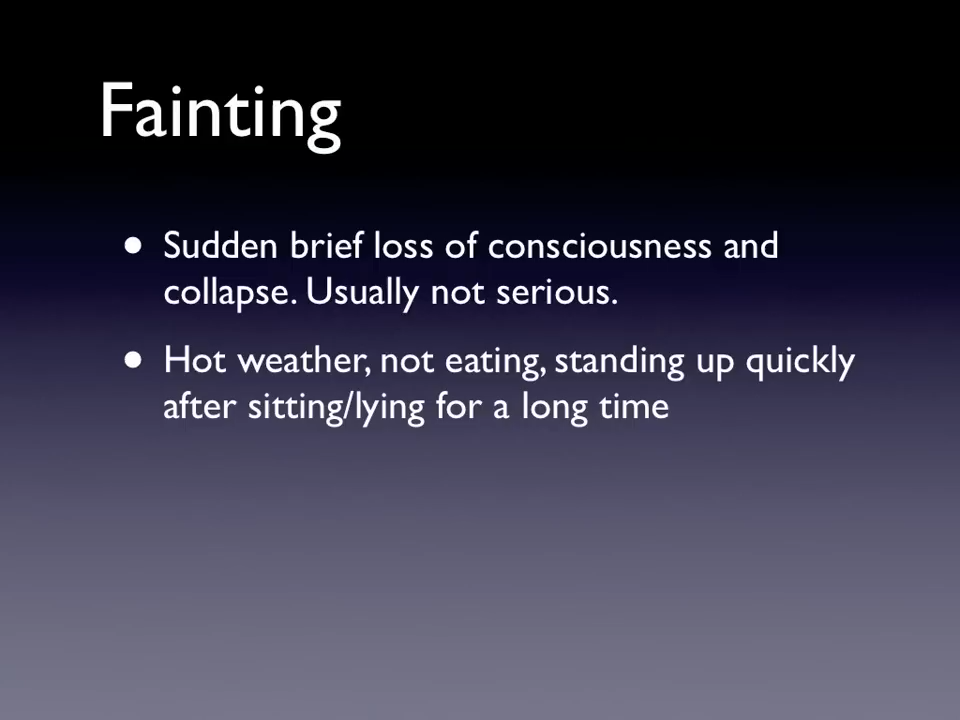 Fainting
• Sudden brief loss of consciousness and
collapse. Usually not serious.
• Hot weather, not eating, standing up quickly
after sitting/lying for a long time